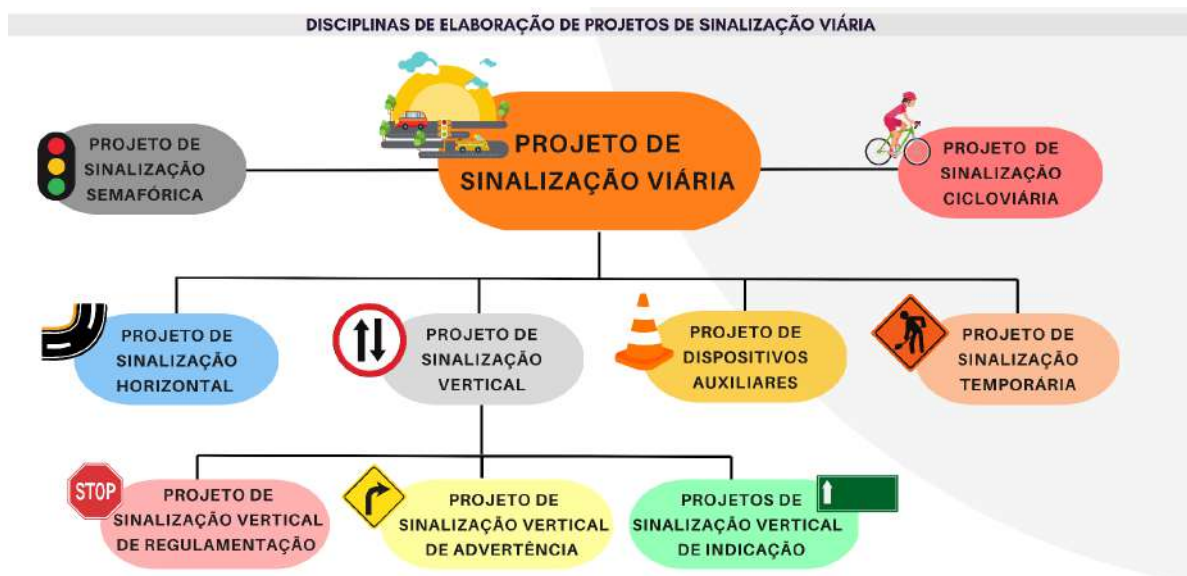 DISCIPLINAS DE ELABORAÇÃO DE PROJETOS DE SINALIZAÇÃO VIÁRIA
PROJETO DE
SINALIZAÇÃO
SEMAFÓRICA
PROJETO DE
SINALIZAÇÃO VIÁRIA
PROJETO DE
SINALIZAÇÃO
CICLOVIÁRIA
PROJETO DE
SINALIZAÇÃO
HORIZONTAL
PROJETO DE
SINALIZAÇÃO
VERTICAL
PROJETO DE
DISPOSITIVOS
AUXILIARES
PROJETO DE
SINALIZAÇÃO
TEMPORÁRIA
STOP
PROJETO DE
SINALIZAÇÃO VERTICAL
DE REGULAMENTAÇÃO
PROJETO DE
SINALIZAÇÃO VERTICAL
DE ADVERTÊNCIA
PROJETOS DE
SINALIZAÇÃO VERTICAL
DE INDICAÇÃO